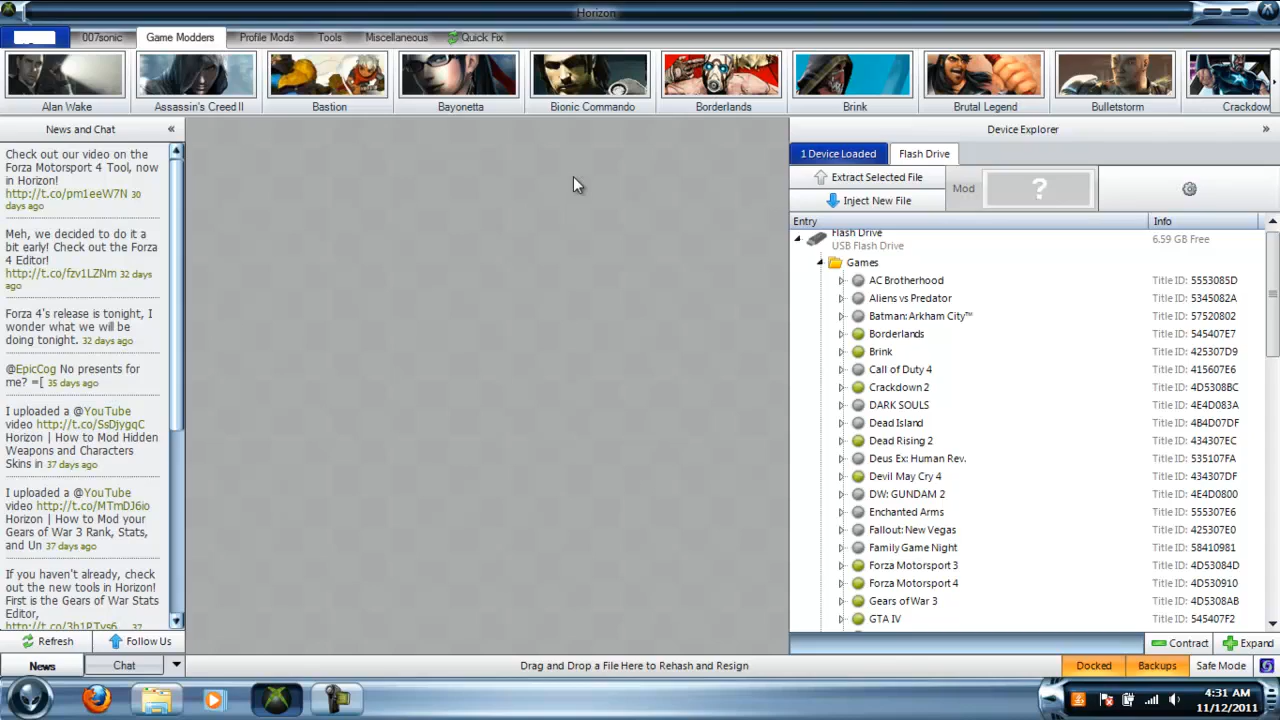 Horizon
007sonic Game Modders Profile Mods Tools Miscellaneous Quick Fix
Alan Wake Assassin's Creed II Bastion Bayonetta Bionic Commando Borderlands Brink Brutal Legend Bulletstorm Crackdow
News and Chat «
Check out our video on the
Forza Motorsport 4 Tool, now
in Horizon!
http://t.co/pm1eeW7N 30
days ago
Meh, we decided to do it a
bit early! Check out the Forza
4 Editor!
http://t.co/fzv1LZNm 32 days
ago
Forza 4's release is tonight, I
wonder what we will be
doing tonight. 32 days ago
@EpicCog No presents for
me? =[ 35 days ago
I uploaded a @YouTube
video http://t.co/SsDjygqC
Horizon | How to Mod Hidden
Weapons and Characters
Skins in 37 days ago
I uploaded a @YouTube
video http://t.co/MTmDJ6io
Horizon | How to Mod your
Gears of War 3 Rank, Stats,
and Un 37 days ago
If you haven't already, check
out the new tools in Horizon!
First is the Gears of War Stats
Editor,
Refresh Follow Us
News Chat
Drag and Drop a File Here to Rehash and Resign
Device Explorer »
1 Device Loaded Flash Drive
Extract Selected File
Inject New File
Mod ?
Entry Info
Flash Drive
USB Flash Drive 6.59 GB Free
Games
AC Brotherhood Title ID: 5553085D
Aliens vs Predator Title ID: 5345082A
Batman: Arkham City™ Title ID: 57520802
Borderlands Title ID: 545407E7
Brink Title ID: 425307D9
Call of Duty 4 Title ID: 415607E6
Crackdown 2 Title ID: 4D5308BC
DARK SOULS Title ID: 4E4D083A
Dead Island Title ID: 4B4D07DF
Dead Rising 2 Title ID: 434307EC
Deus Ex: Human Rev. Title ID: 535107FA
Devil May Cry 4 Title ID: 434307DF
DW: GUNDAM 2 Title ID: 4E4D0800
Enchanted Arms Title ID: 555307E6
Fallout: New Vegas Title ID: 425307E0
Family Game Night Title ID: 58410981
Forza Motorsport 3 Title ID: 4D53084D
Forza Motorsport 4 Title ID: 4D530910
Gears of War 3 Title ID: 4D5308AB
GTA IV Title ID: 545407F2
Contract Expand
Docked Backups Safe Mode
4:31 AM
11/12/2011